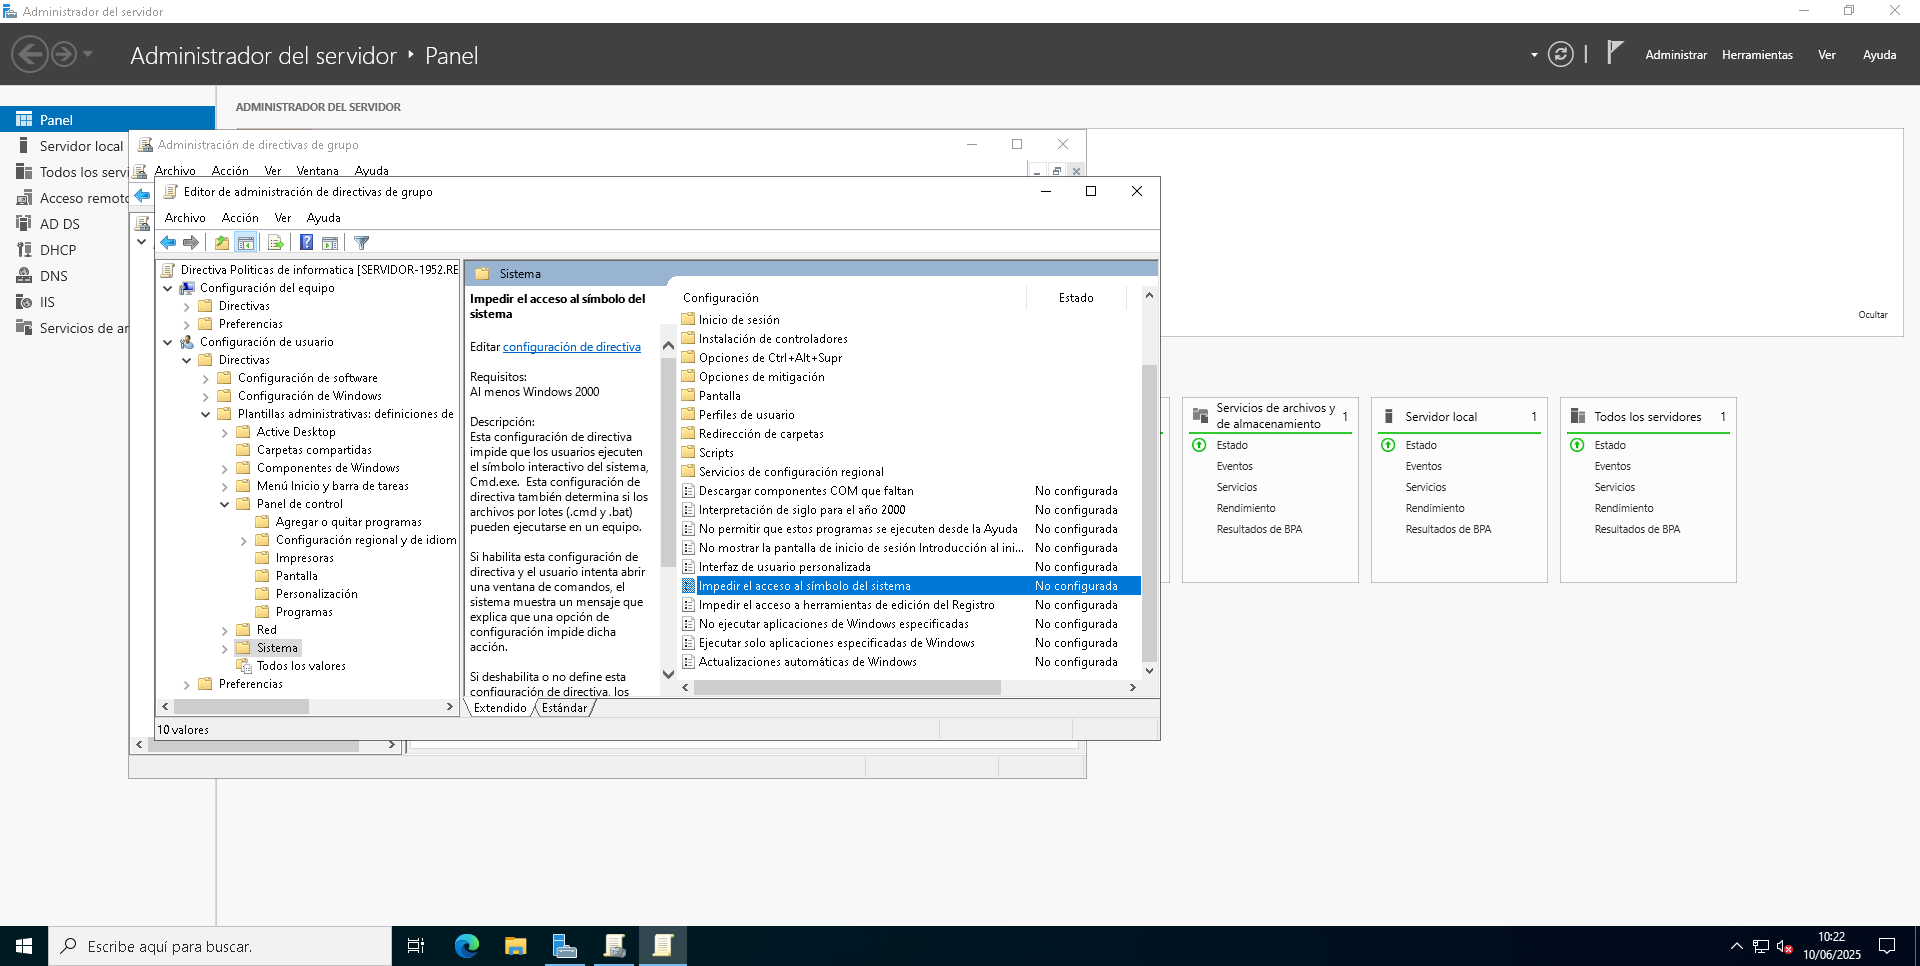 Administrador del servidor
Administrador del servidor ‣ Panel
Administrar
Herramientas
Ver
Ayuda
Panel
Servidor local
Todos los servi
Acceso remoto
AD DS
DHCP
DNS
IIS
Servicios de ar
ADMINISTRADOR DEL SERVIDOR
Administración de directivas de grupo
Archivo Acción Ver Ventana Ayuda
Editor de administración de directivas de grupo
Archivo Acción Ver Ayuda
Directiva Politicas de informatica [SERVIDOR-1952.RE
Configuración del equipo
Directivas
Preferencias
Configuración de usuario
Directivas
Configuración de software
Configuración de Windows
Plantillas administrativas: definiciones de
Active Desktop
Carpetas compartidas
Componentes de Windows
Menú Inicio y barra de tareas
Panel de control
Agregar o quitar programas
Configuración regional y de idiom
Impresoras
Pantalla
Personalización
Programas
Red
Sistema
Todos los valores
Preferencias
Sistema
Impedir el acceso al símbolo del
sistema
Editar configuración de directiva
Requisitos:
Al menos Windows 2000
Descripción:
Esta configuración de directiva
impide que los usuarios ejecuten
el símbolo interactivo del sistema,
Cmd.exe. Esta configuración de
directiva también determina si los
archivos por lotes (.cmd y .bat)
pueden ejecutarse en un equipo.
Si habilita esta configuración de
directiva y el usuario intenta abrir
una ventana de comandos, el
sistema muestra un mensaje que
explica que una opción de
configuración impide dicha
acción.
Si deshabilita o no define esta
configuración de directiva, los
Configuración Estado
Inicio de sesión
Instalación de controladores
Opciones de Ctrl+Alt+Supr
Opciones de mitigación
Pantalla
Perfiles de usuario
Redirección de carpetas
Scripts
Servicios de configuración regional
Descargar componentes COM que faltan No configurada
Interpretación de siglo para el año 2000 No configurada
No permitir que estos programas se ejecuten desde la Ayuda No configurada
No mostrar la pantalla de inicio de sesión Introducción al ini... No configurada
Interfaz de usuario personalizada No configurada
Impedir el acceso al símbolo del sistema No configurada
Impedir el acceso a herramientas de edición del Registro No configurada
No ejecutar aplicaciones de Windows especificadas No configurada
Ejecutar solo aplicaciones especificadas de Windows No configurada
Actualizaciones automáticas de Windows No configurada
Extendido Estándar
10 valores
Ocultar
Servicios de archivos y
de almacenamiento 1
Estado
Eventos
Servicios
Rendimiento
Resultados de BPA
Servidor local 1
Estado
Eventos
Servicios
Rendimiento
Resultados de BPA
Todos los servidores 1
Estado
Eventos
Servicios
Rendimiento
Resultados de BPA
Escribe aquí para buscar.
10:22
10/06/2025